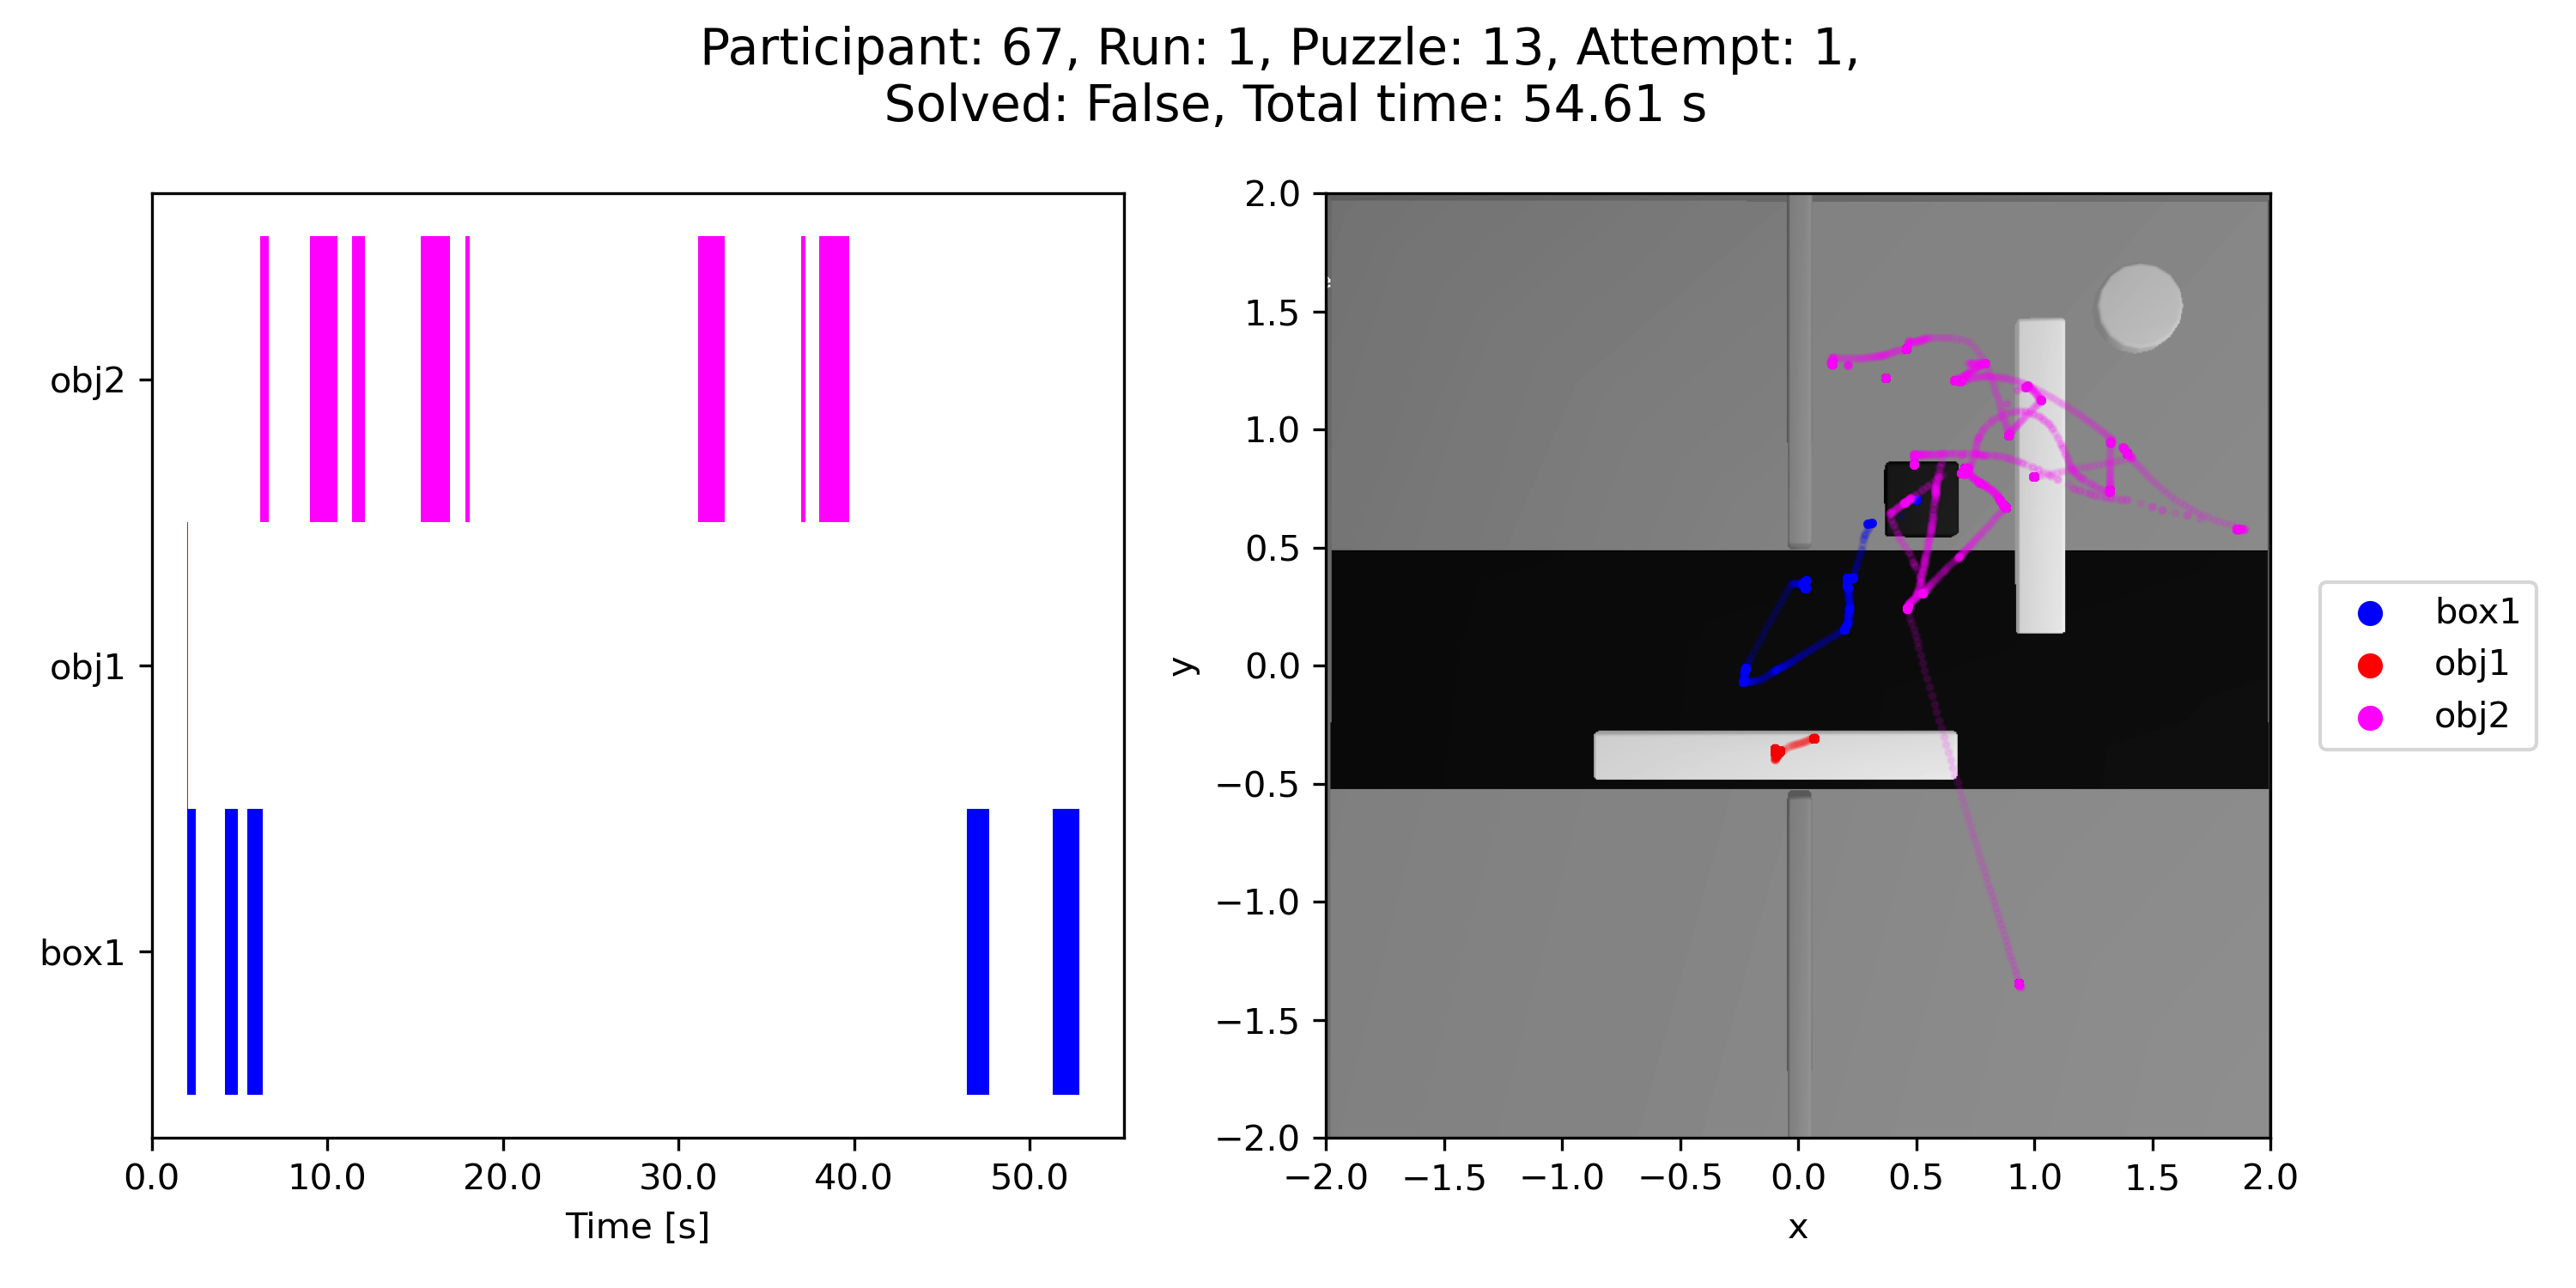 Participant: 67, Run: 1, Puzzle: 13, Attempt: 1,
Solved: False, Total time: 54.61 s
obj2
obj1
box1
0.0 10.0 20.0 30.0 40.0 50.0
Time [s]
2.0
1.5
1.0
0.5
0.0
−0.5
−1.0
−1.5
−2.0
y
−2.0 −1.5 −1.0 −0.5 0.0 0.5 1.0 1.5 2.0
x
box1
obj1
obj2